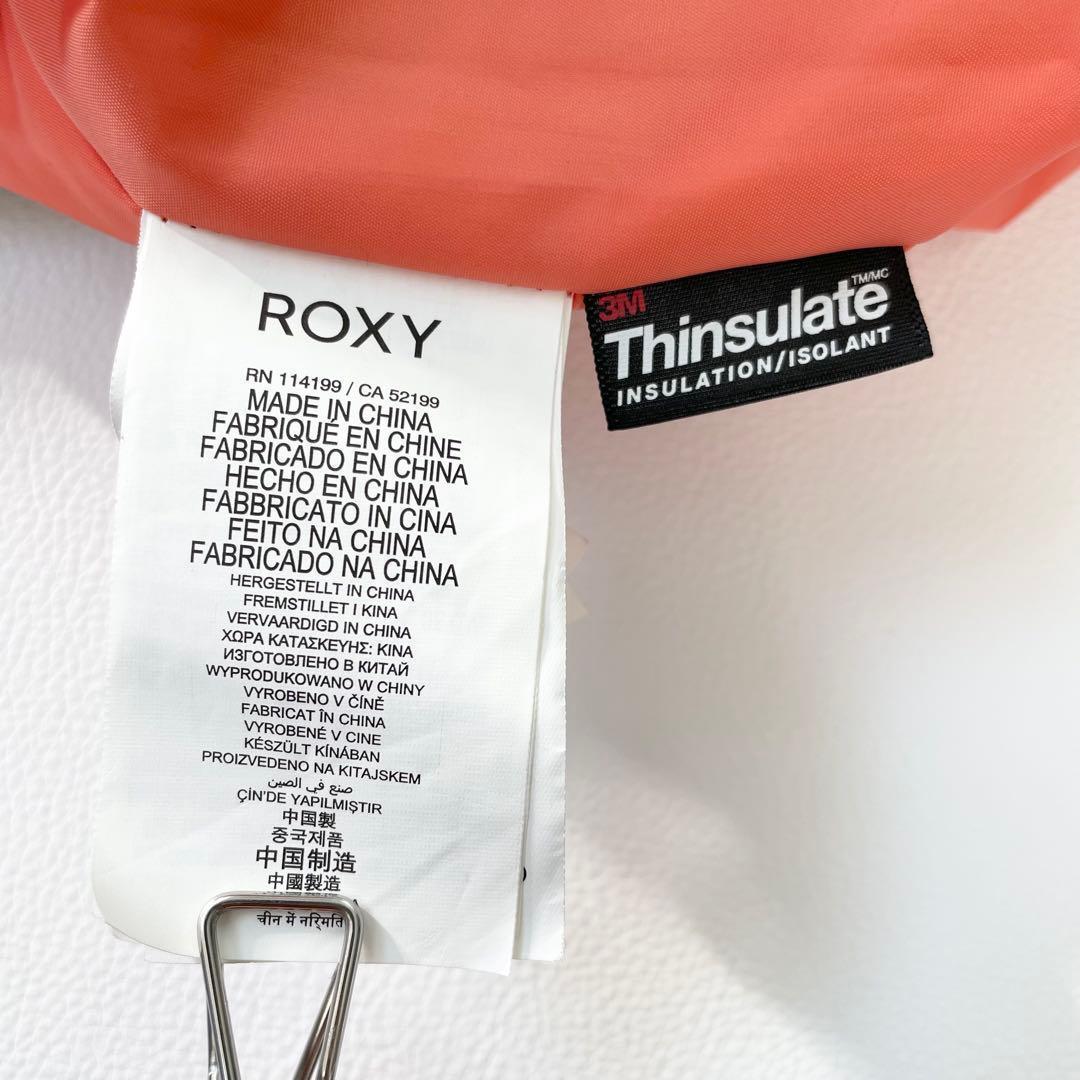 ROXY
RN 114199 / CA 52199
MADE IN CHINA
FABRIQUÉ EN CHINE
FABRICADO EN CHINA
HECHO EN CHINA
FABBRICATO IN CINA
FEITO NA CHINA
FABRICADO NA CHINA
HERGESTELLT IN CHINA
FREMSTILLET I KINA
VERVAARDIGD IN CHINA
ΧΩΡΑ ΚΑΤΑΣΚΕΥΗΣ: ΚΙΝΑ
ИЗГОТОВЛЕНО В КИТАЙ
WYPRODUKOWANO W CHINY
VYROBENO V ČÍNĚ
FABRICAT ÎN CHINA
VYROBENÉ V CINE
KÉSZÜLT KÍNÁBAN
PROIZVEDENO NA KITAJSKEM
صنع في الصين
ÇİN'DE YAPILMIŞTIR
中国製
중국제품
中国制造
中國製造
चीन में नर्िमति
3M
Thinsulate TM/MC
INSULATION/ISOLANT